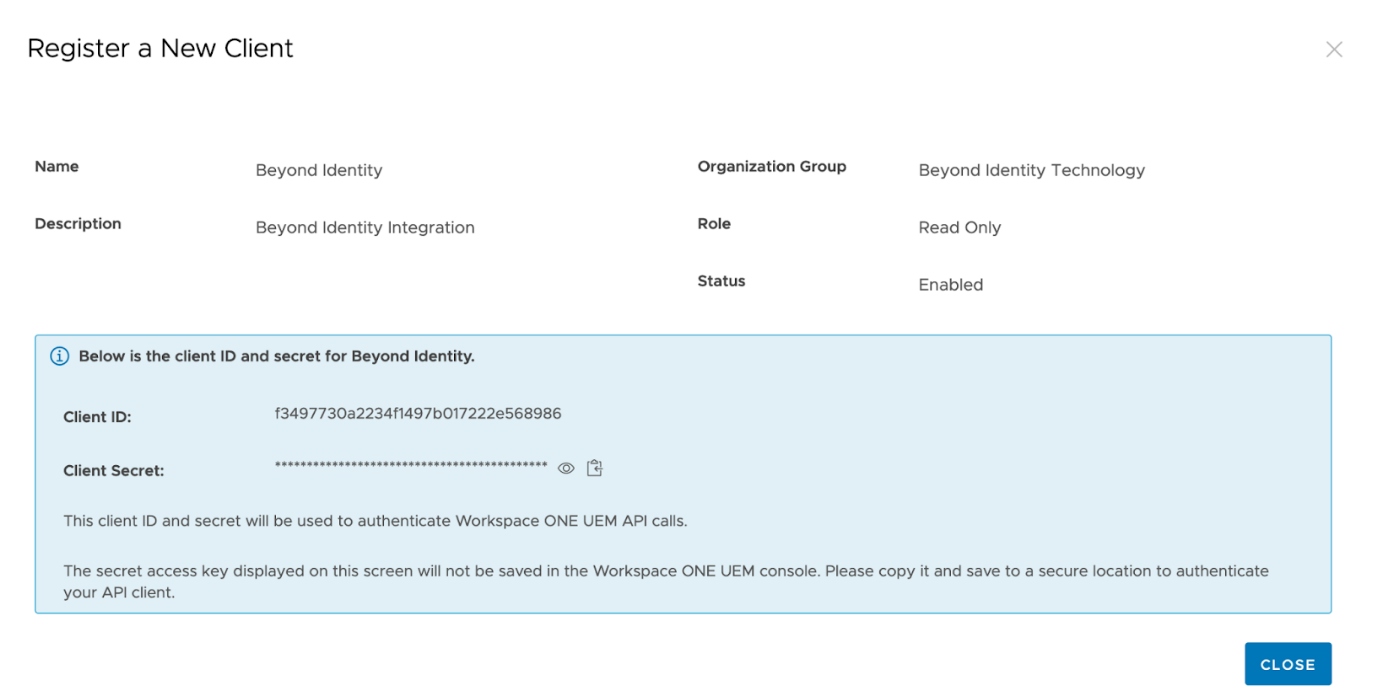 Register a New Client
Name Beyond Identity Organization Group Beyond Identity Technology
Description Beyond Identity Integration Role Read Only
Status Enabled
Below is the client ID and secret for Beyond Identity.
Client ID: f3497730a2234f1497b017222e568986
Client Secret: *******************************************
This client ID and secret will be used to authenticate Workspace ONE UEM API calls.
The secret access key displayed on this screen will not be saved in the Workspace ONE UEM console. Please copy it and save to a secure location to authenticate
your API client.
CLOSE